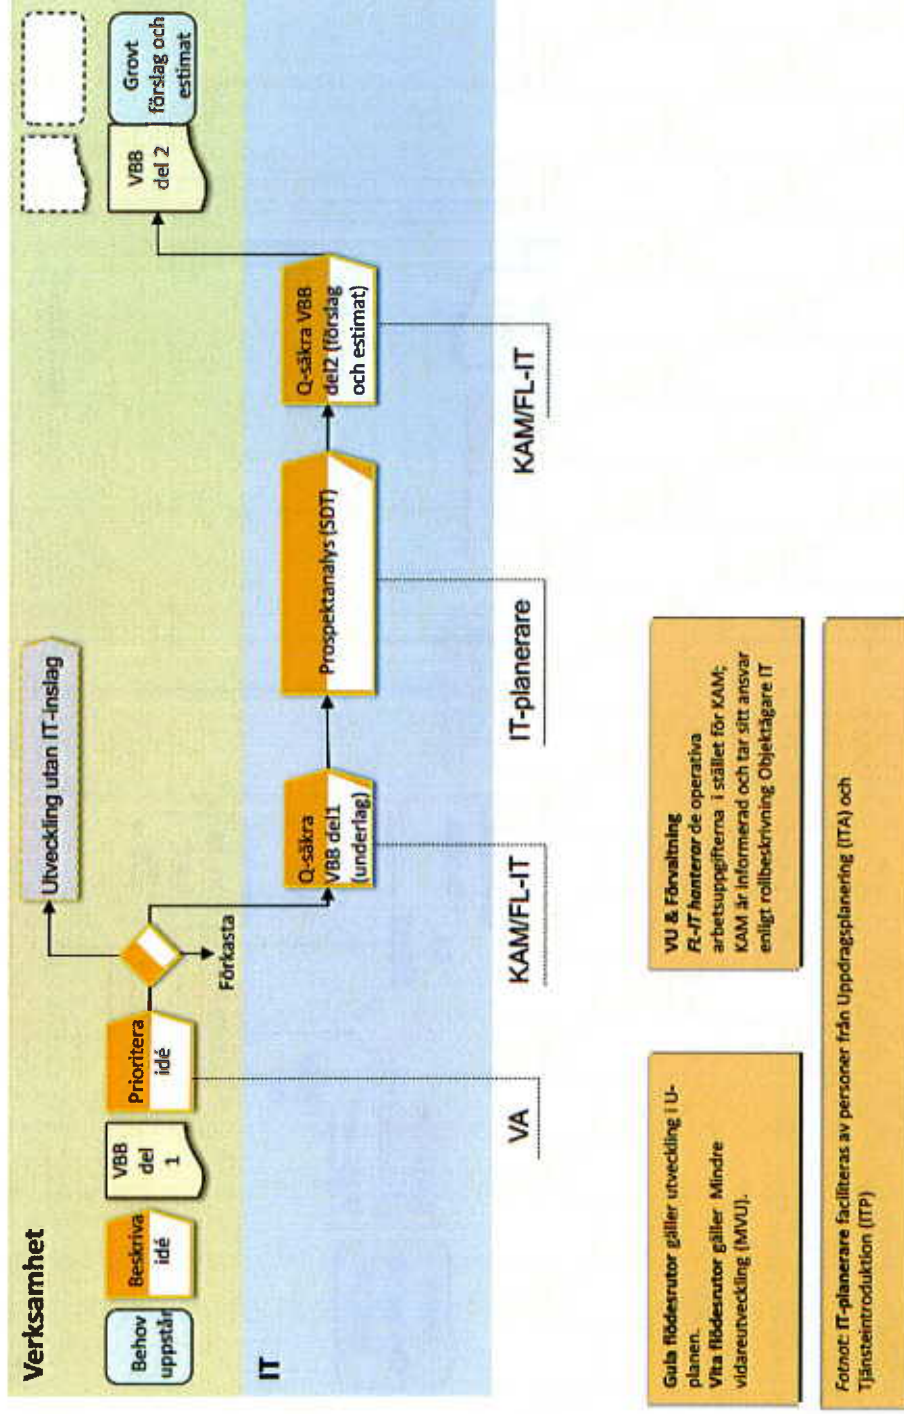 Verksamhet
Utveckling utan IT-inslag
Behov
uppstår
Beskriva
idé
VBB
del
1
Prioritera
idé
Förkasta
VBB
del 2
Grovt
förslag och
estimat
IT
Q-säkra
VBB del1
(underlag)
Prospektanalys (SDT)
Q-säkra VBB
del2 (förslag
och estimat)
VA
KAM/FL-IT
IT-planerare
KAM/FL-IT
Gula flödesrutor gäller utveckling i U-
planen.
Vita flödesrutor gäller Mindre
vidareutveckling (MVU).
VU & Förvaltning
FL-IT hanterar de operativa
arbetsuppgifterna i stället för KAM;
KAM är informerad och tar sitt ansvar
enligt rollbeskrivning Objektägare IT
Fotnot: IT-planerare faciliteras av personer från Uppdragsplanering (ITA) och
Tjänsteintroduktion (ITP)